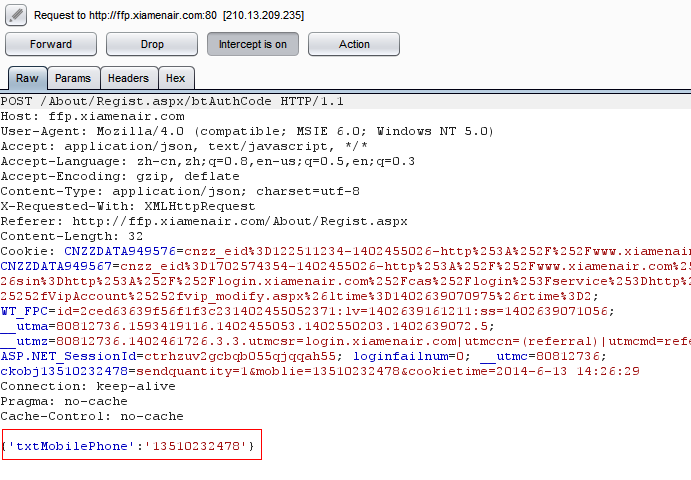 Request to http://ffp.xiamenair.com:80 [210.13.209.235]
Forward Drop Intercept is on Action
Raw Params Headers Hex
POST /About/Regist.aspx/btAuthCode HTTP/1.1
Host: ffp.xiamenair.com
User-Agent: Mozilla/4.0 (compatible; MSIE 6.0; Windows NT 5.0)
Accept: application/json, text/javascript, */*
Accept-Language: zh-cn,zh;q=0.8,en-us;q=0.5,en;q=0.3
Accept-Encoding: gzip, deflate
Content-Type: application/json; charset=utf-8
X-Requested-With: XMLHttpRequest
Referer: http://ffp.xiamenair.com/About/Regist.aspx
Content-Length: 32
Cookie: CNZZDATA949576=cnzz_eid%3D122511234-1402455026-http%253A%252F%252Fwww.xiamenair
CNZZDATA949567=cnzz_eid%3D1702574354-1402455026-http%253A%252F%252Fwww.xiamenair.com%25
26sin%3Dhttp%253A%252F%252Flogin.xiamenair.com%252Fcas%252Flogin%253Fservice%253Dhttp%2
25252fVipAccount%25252fvip_modify.aspx%26ltime%3D1402639070975%26rtime%3D2;
WT_FPC=id=2ced63639f56f1f3c231402455052371:lv=1402639161211:ss=1402639071056;
__utma=80812736.1593419116.1402455053.1402550203.1402639072.5;
__utmz=80812736.1402461726.3.3.utmcsr=login.xiamenair.com|utmccn=(referral)|utmcmd=refe
ASP.NET_SessionId=ctrhzuv2gcbqb055qjqqah55; loginfailnum=0; __utmc=80812736;
ckobj13510232478=sendquantity=1&moblie=13510232478&cookietime=2014-6-13 14:26:29
Connection: keep-alive
Pragma: no-cache
Cache-Control: no-cache
{'txtMobilePhone':'13510232478'}